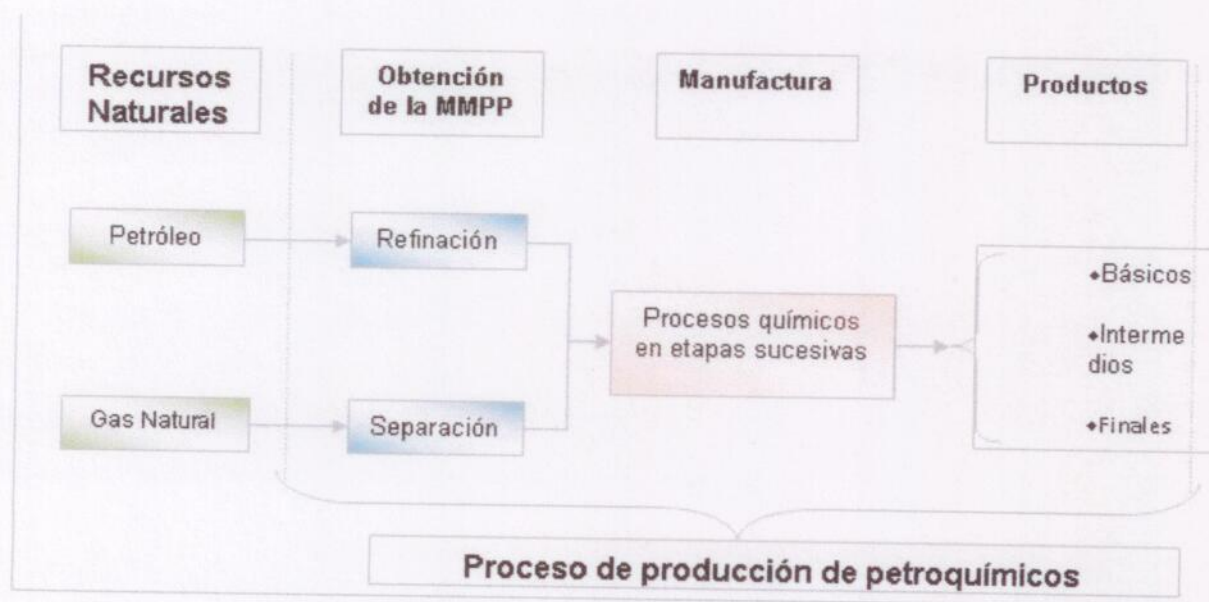 Recursos
Naturales
Obtención
de la MMPP
Manufactura
Productos
Petróleo
Refinación
Procesos químicos
en etapas sucesivas
◆Básicos
◆Interme
dios
◆Finales
Gas Natural
Separación
Proceso de producción de petroquímicos